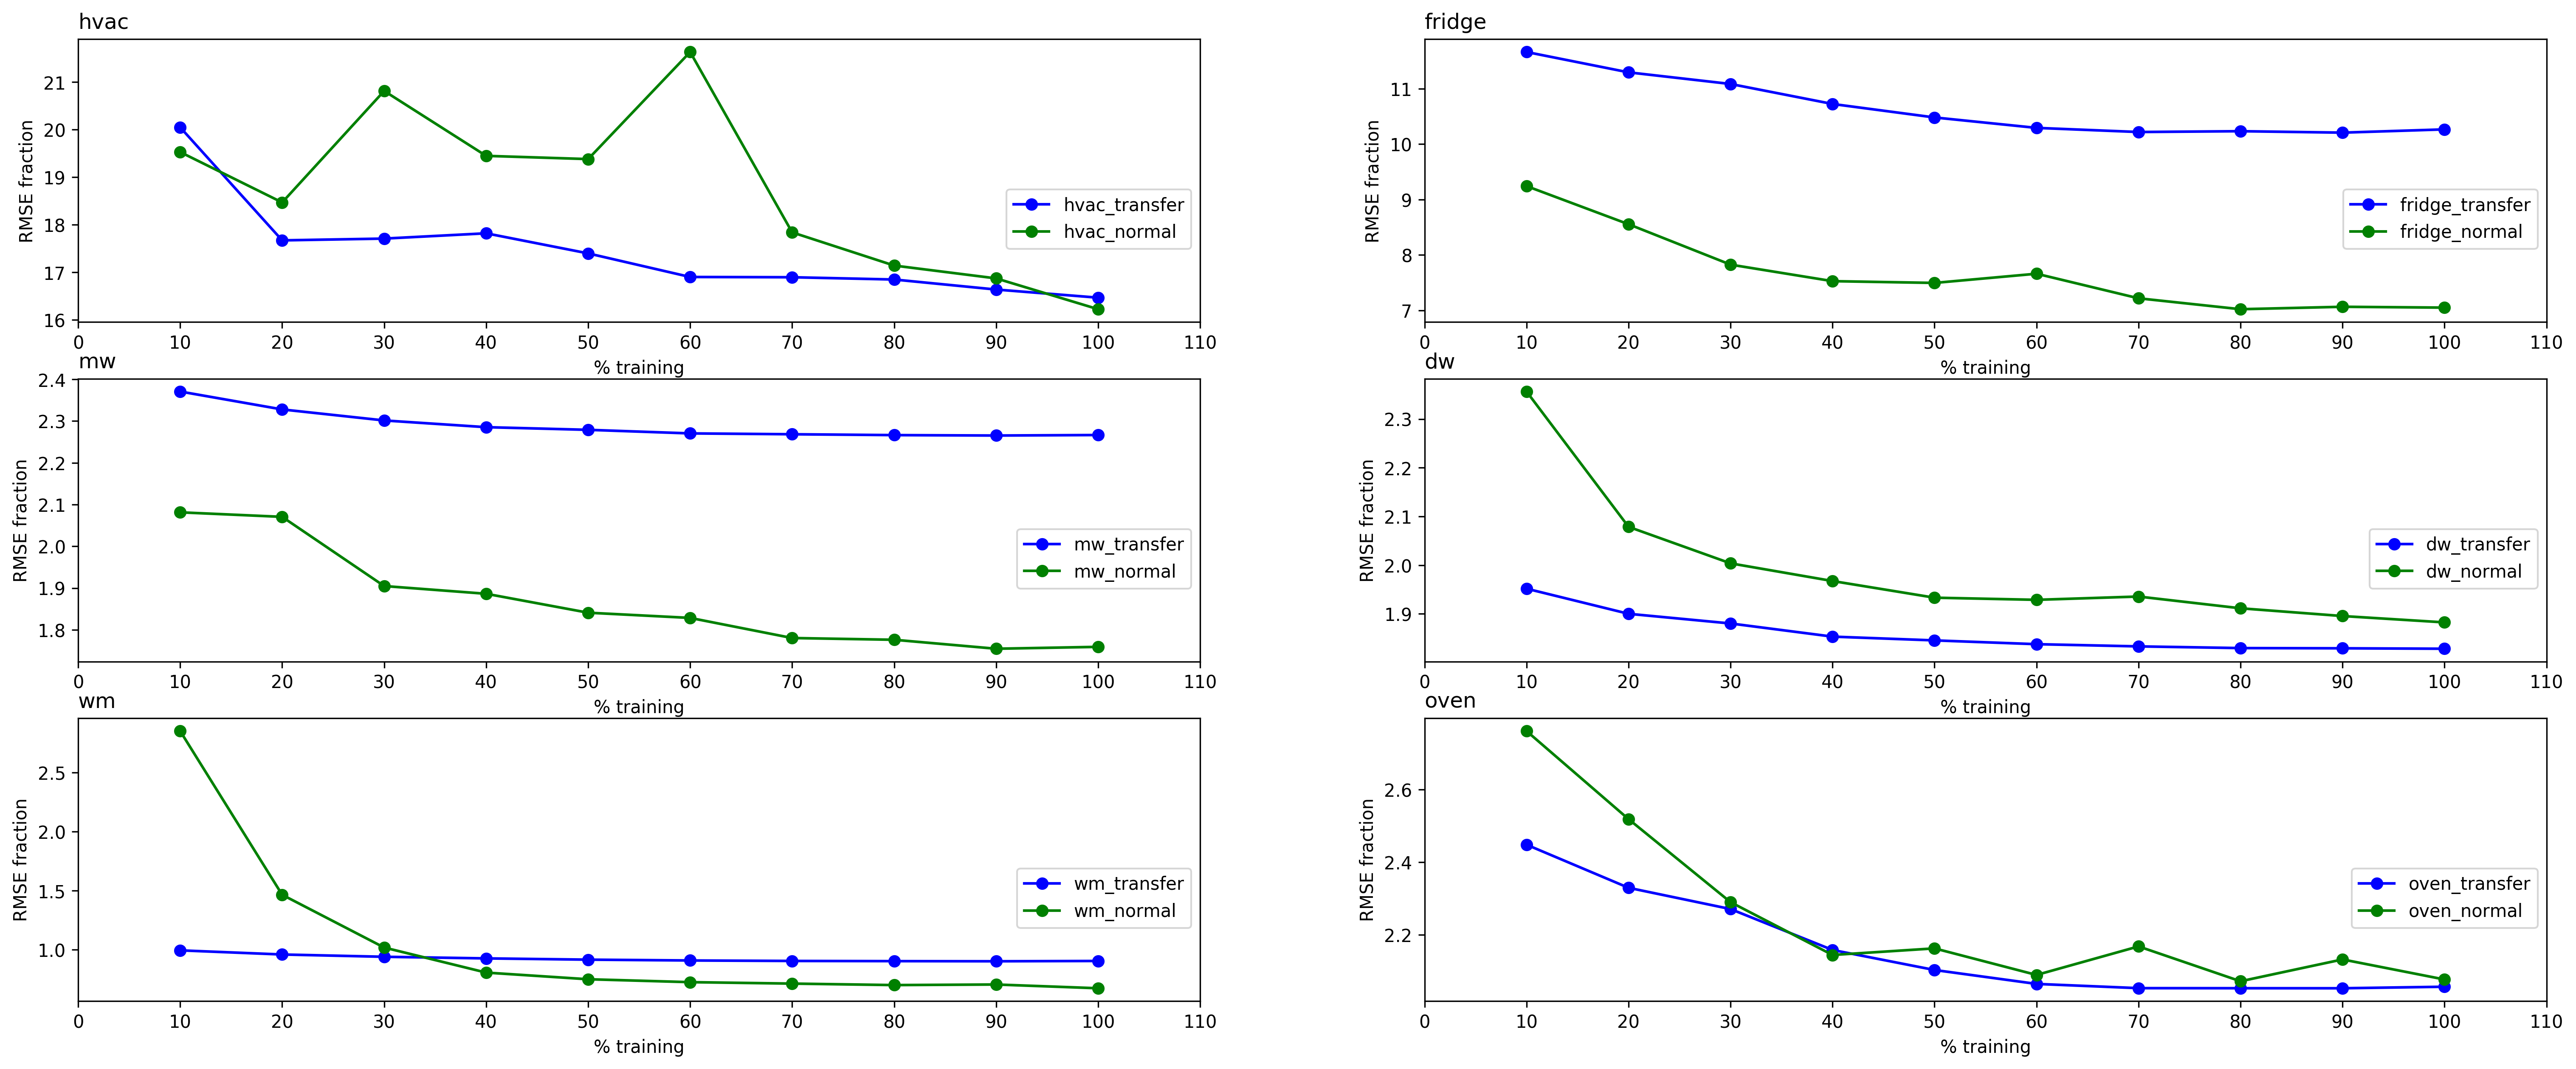 hvac
RMSE fraction
21
20
19
18
17
16
0 10 20 30 40 50 60 70 80 90 100 110
% training
hvac_transfer
hvac_normal
fridge
RMSE fraction
11
10
9
8
7
0 10 20 30 40 50 60 70 80 90 100 110
% training
fridge_transfer
fridge_normal
mw
RMSE fraction
2.4
2.3
2.2
2.1
2.0
1.9
1.8
0 10 20 30 40 50 60 70 80 90 100 110
% training
mw_transfer
mw_normal
dw
RMSE fraction
2.3
2.2
2.1
2.0
1.9
0 10 20 30 40 50 60 70 80 90 100 110
% training
dw_transfer
dw_normal
wm
RMSE fraction
2.5
2.0
1.5
1.0
0 10 20 30 40 50 60 70 80 90 100 110
% training
wm_transfer
wm_normal
oven
RMSE fraction
2.6
2.4
2.2
0 10 20 30 40 50 60 70 80 90 100 110
% training
oven_transfer
oven_normal